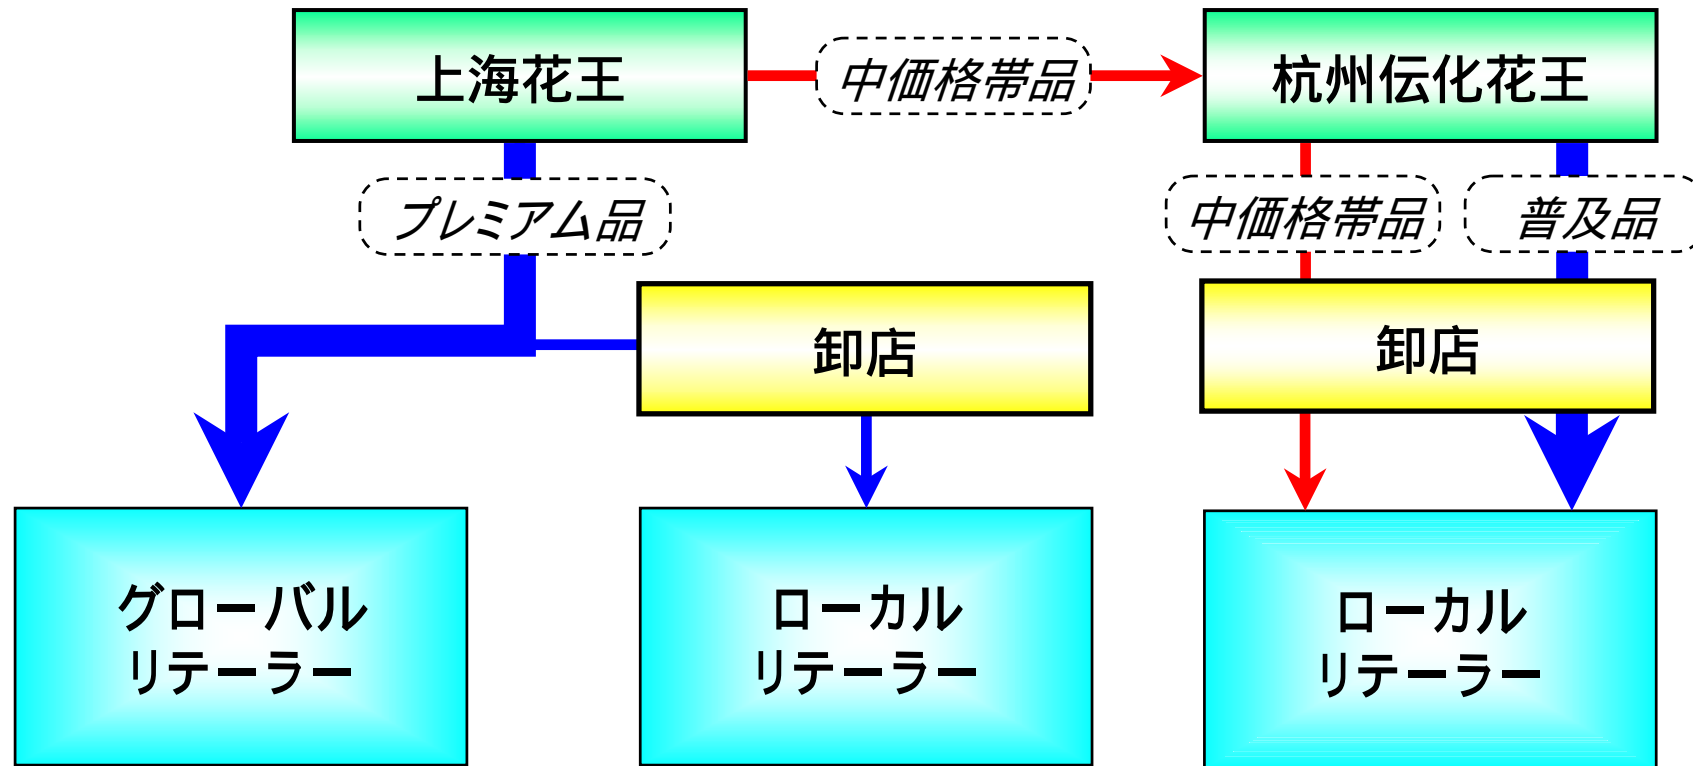 上海花王
中価格帯品
杭州伝化花王
プレミアム品
中価格帯品
普及品
卸店
卸店
グローバル
リテーラー
ローカル
リテーラー
ローカル
リテーラー